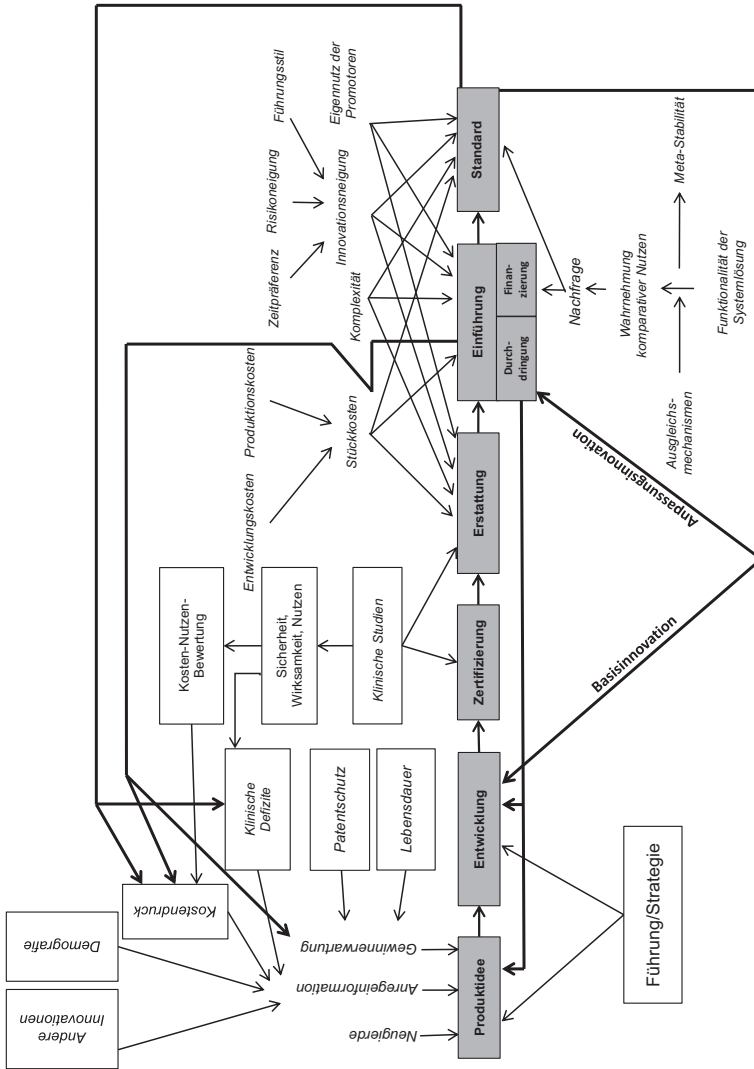 Andere
Innovationen
Demografie
Kostendruck
Kosten-Nutzen-
Bewertung
Klinische
Defizite
Sicherheit,
Wirksamkeit, Nutzen
Patentschutz
Lebensdauer
Klinische Studien
Neugierde
Anregeinformation
Gewinnerwartung
Entwicklungskosten
Produktionskosten
Stückkosten
Zeitpräferenz
Risikoneigung
Führungsstil
Innovationsneigung
Komplexität
Eigennutz der
Promotoren
Produktidee
Entwicklung
Zertifizierung
Erstattung
Einführung
Durch-
dringung
Finan-
zierung
Standard
Führung/Strategie
Basisinnovation
Anpassungsinnovation
Nachfrage
Wahrnehmung
komparativer Nutzen
Meta-Stabilität
Ausgleichs-
mechanismen
Funktionalität der
Systemlösung